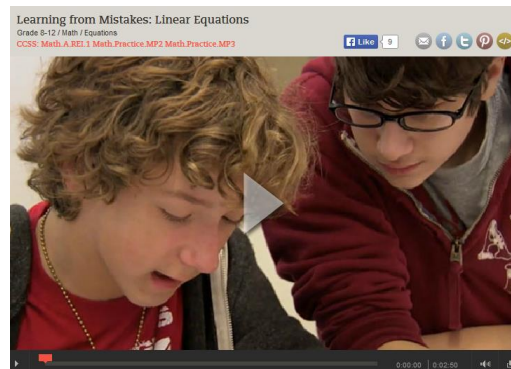 Learning from Mistakes: Linear Equations
Grade 8-12 / Math / Equations
CCSS: Math.A.REI.1 Math.Practice.MP2 Math.Practice.MP3
Like 9
0:00:00 0:02:50